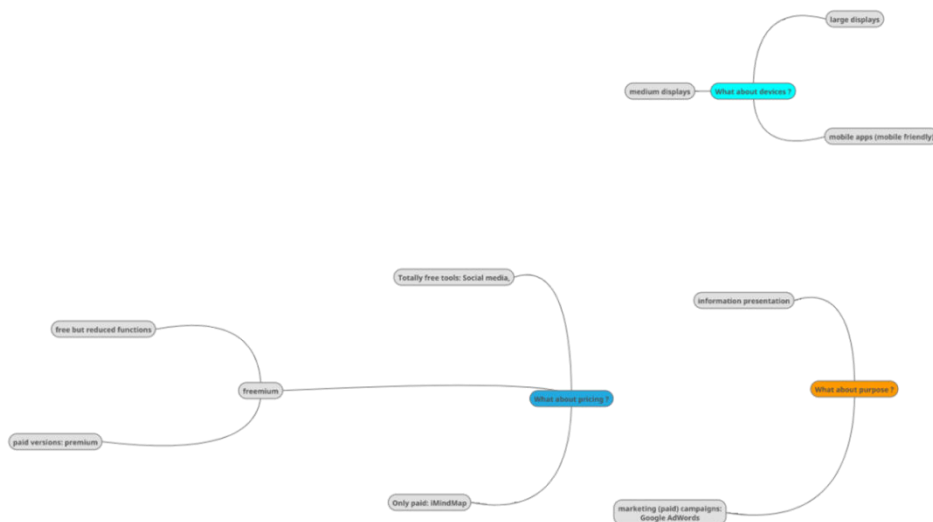 large displays
medium displays
What about devices ?
mobile apps (mobile friendly)
Totally free tools: Social media,
information presentation
free but reduced functions
freemium
What about pricing ?
What about purpose ?
paid versions: premium
Only paid: iMindMap
marketing (paid) campaigns:
Google AdWords